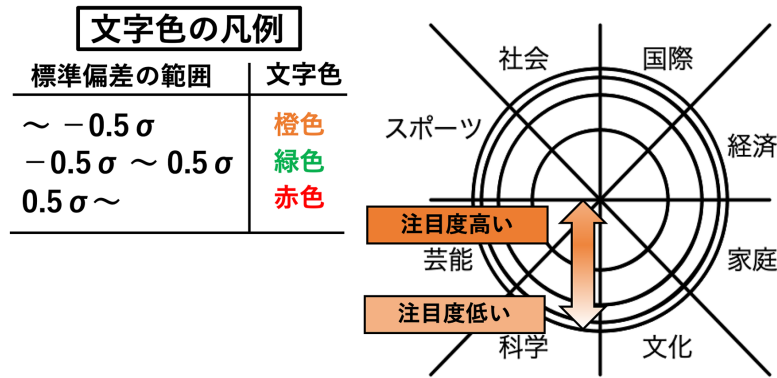 文字色の凡例
標準偏差の範囲 文字色
～ －0.5σ 橙色
－0.5σ ～ 0.5σ 緑色
0.5σ～ 赤色
社会
国際
スポーツ
経済
注目度高い
芸能
家庭
注目度低い
科学
文化